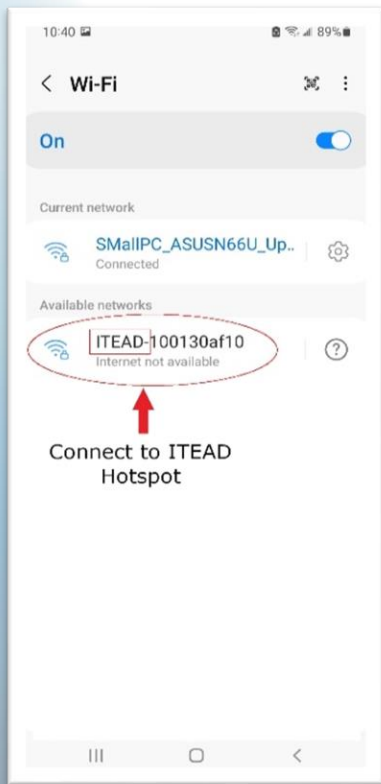 10:40 89%
Wi-Fi
On
Current network
SMallPC_ASUSN66U_Up..
Connected
Available networks
ITEAD-100130af10
Internet not available
Connect to ITEAD
Hotspot